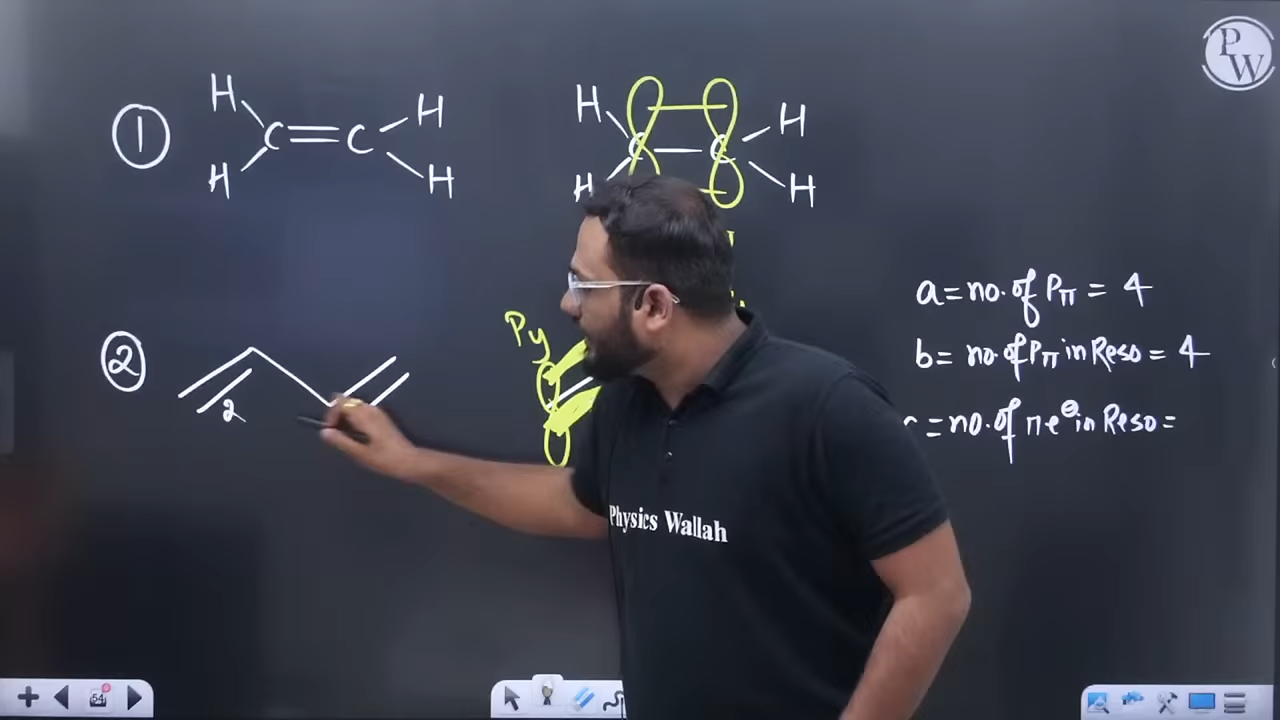 PW
① H H H H
C=C C—C
H H H H
Py
a=no.of Pπ = 4
② b= no.of Pπ in Reso = 4
2 =no.of πe⊖ in Reso=
Physics Wallah
54